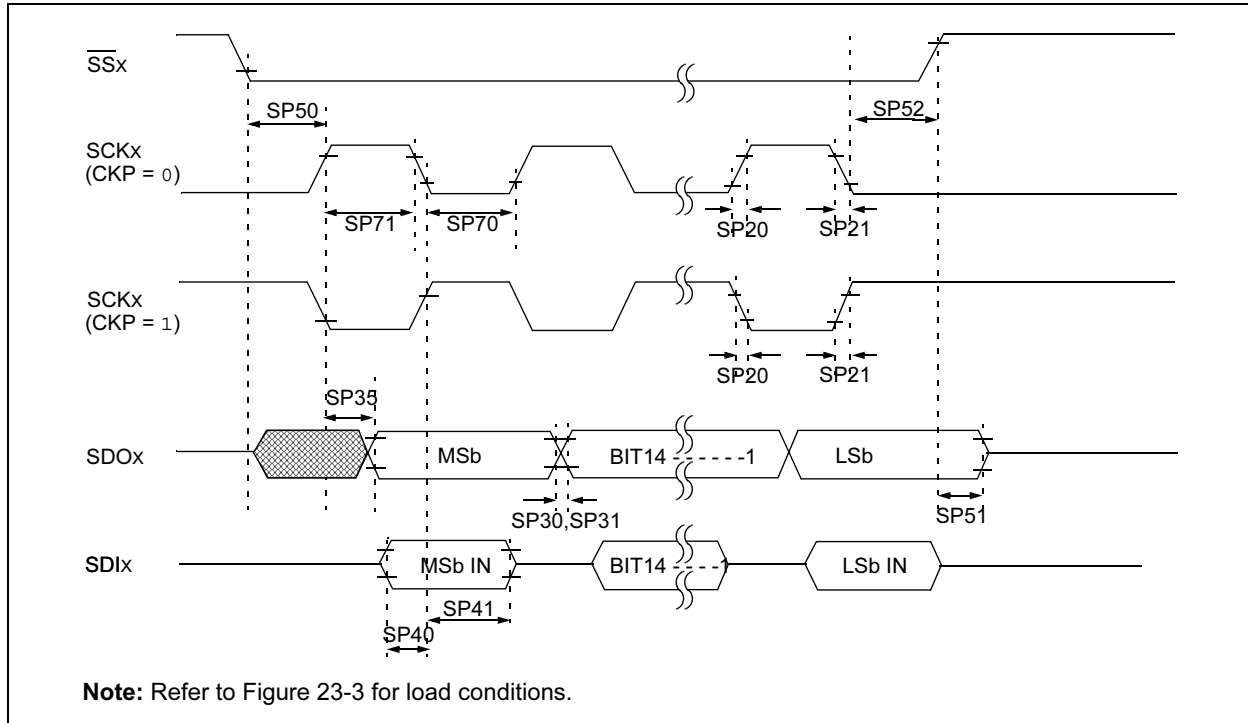 SSx
SP50
SP52
SCKx
(CKP = 0)
SP71
SP70
SP20
SP21
SCKx
(CKP = 1)
SP20
SP21
SP35
SDOx
MSb
BIT14 - - - - - -1
LSb
SP30,SP31
SP51
SDIx
MSb IN
BIT14 - - - - -1
LSb IN
SP41
SP40
Note: Refer to Figure 23-3 for load conditions.